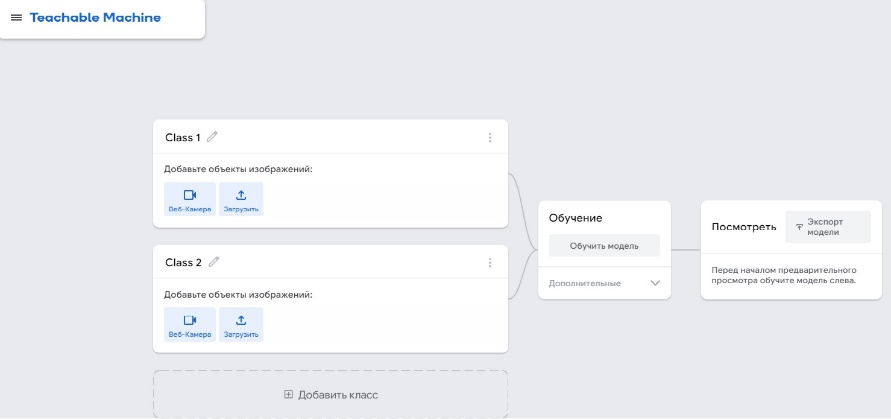 Teachable Machine
Class 1
Добавьте объекты изображений:
Веб-Камера
Загрузить
Class 2
Добавьте объекты изображений:
Веб-Камера
Загрузить
Добавить класс
Обучение
Обучить модель
Дополнительные
Посмотреть
Экспорт
модели
Перед началом предварительного
просмотра обучите модель слева.